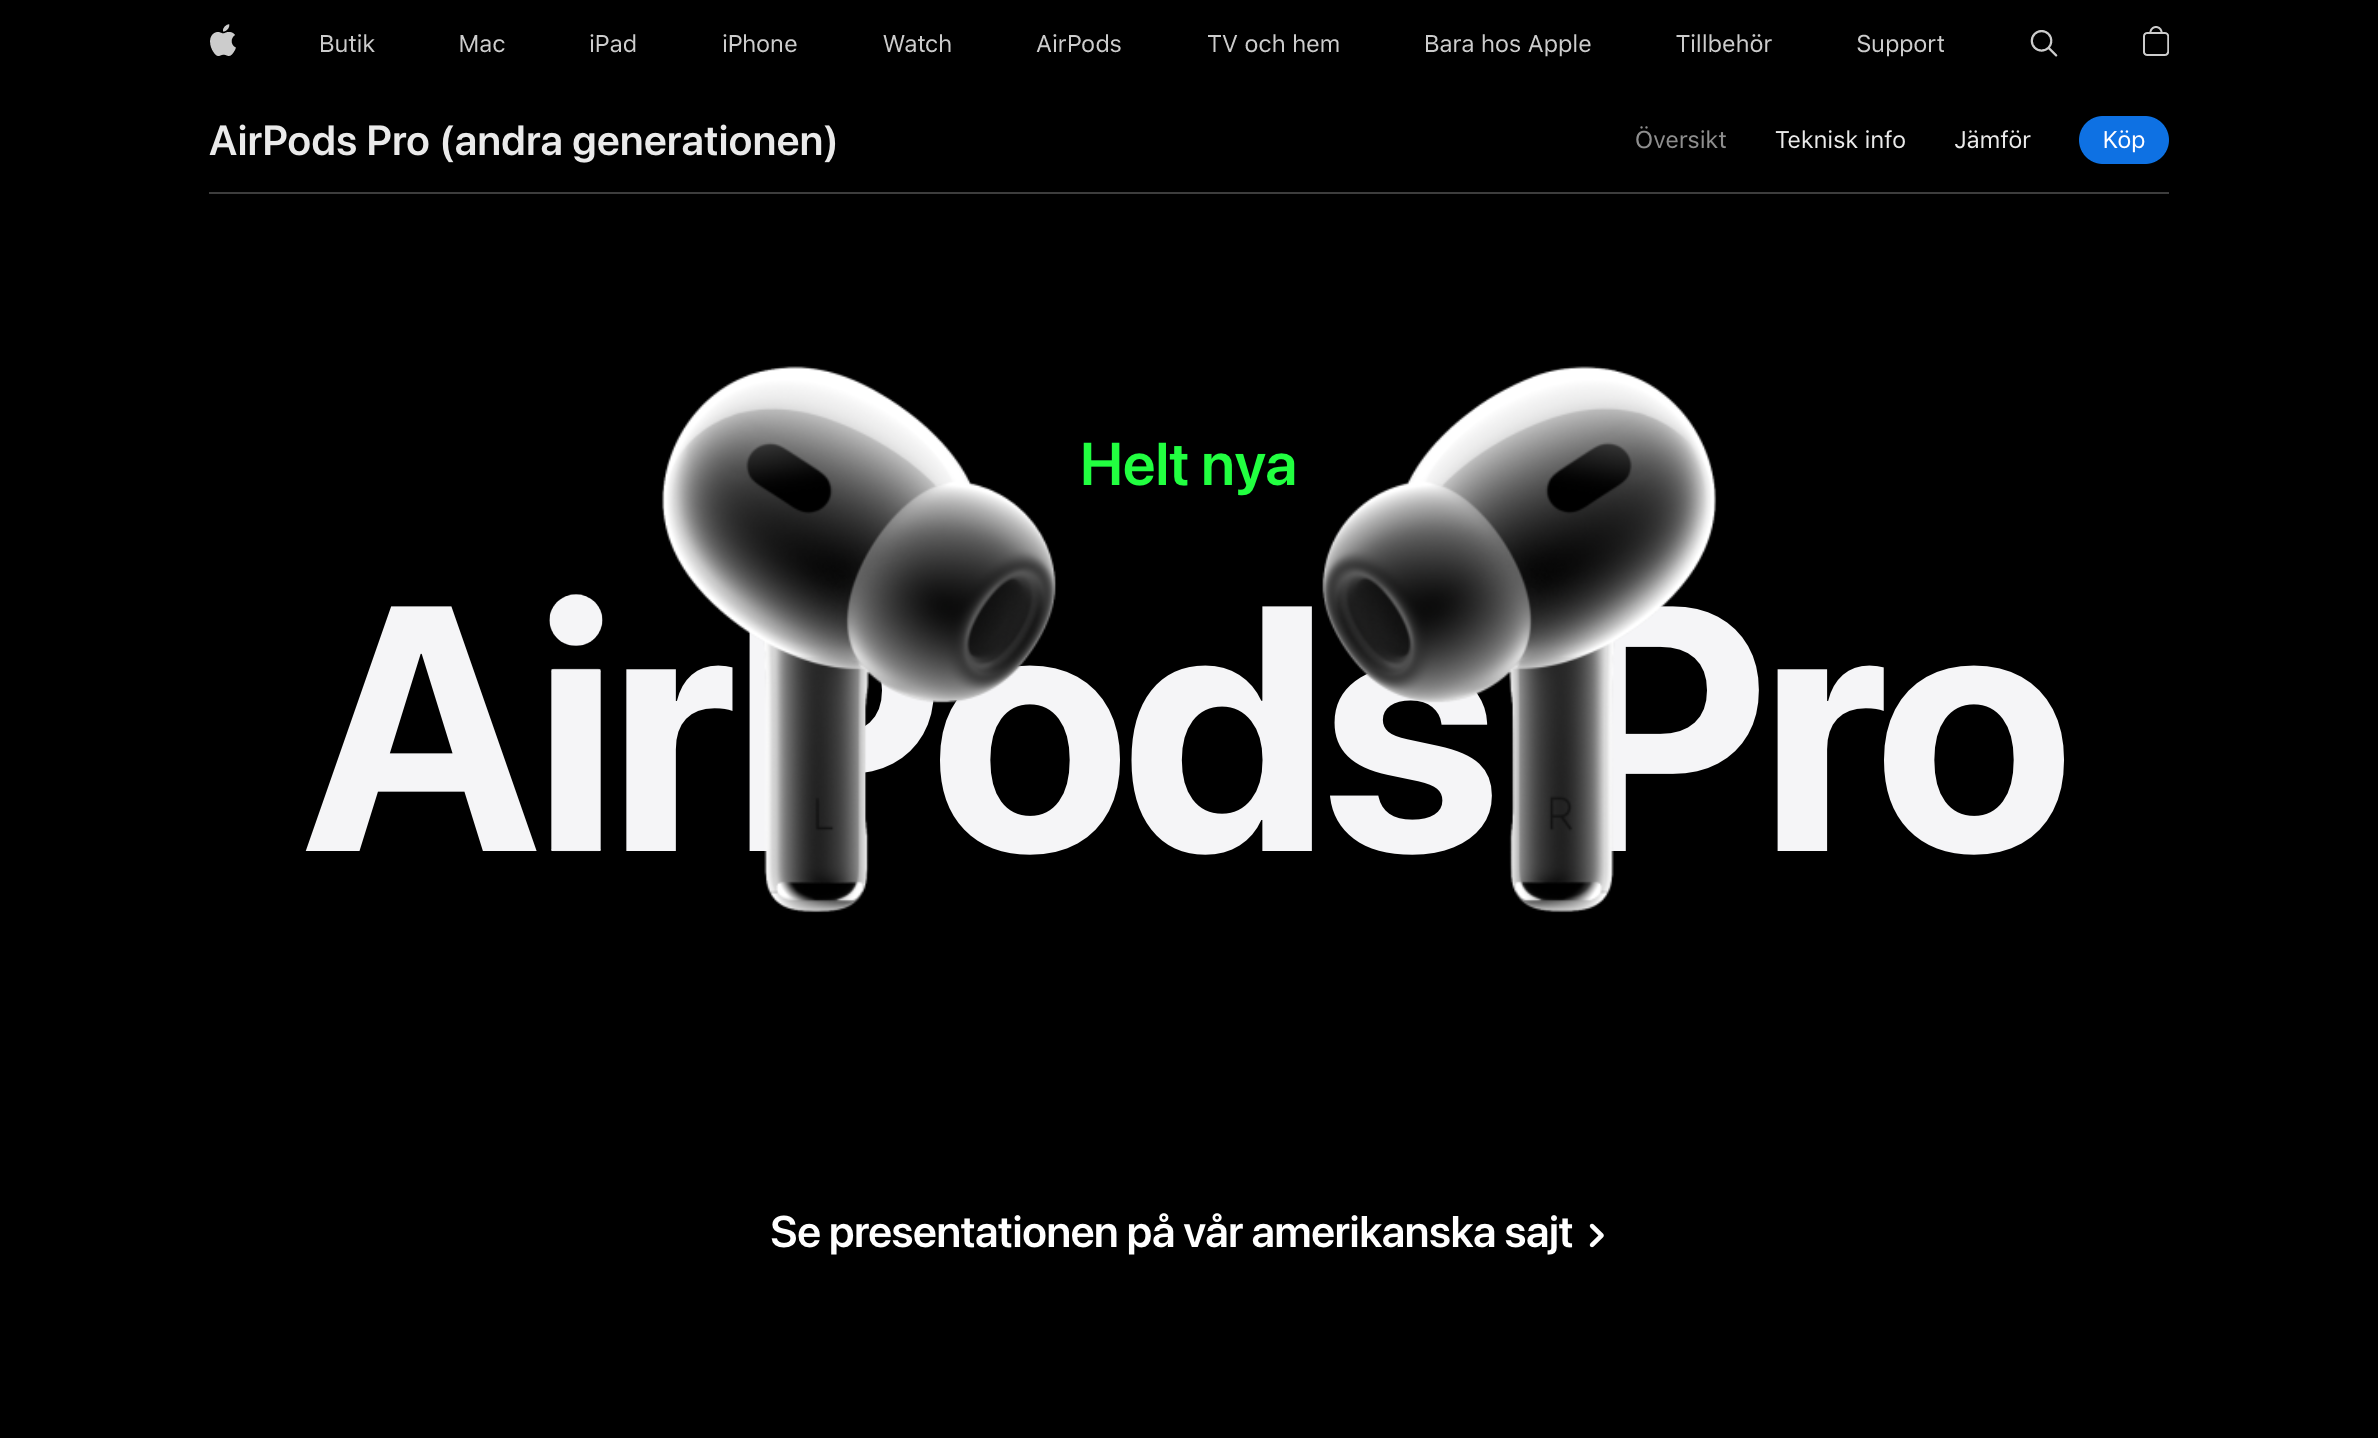 Butik Mac iPad iPhone Watch AirPods TV och hem Bara hos Apple Tillbehör Support
AirPods Pro (andra generationen) Översikt Teknisk info Jämför Köp
Helt nya
AirPods Pro
L R
Se presentationen på vår amerikanska sajt